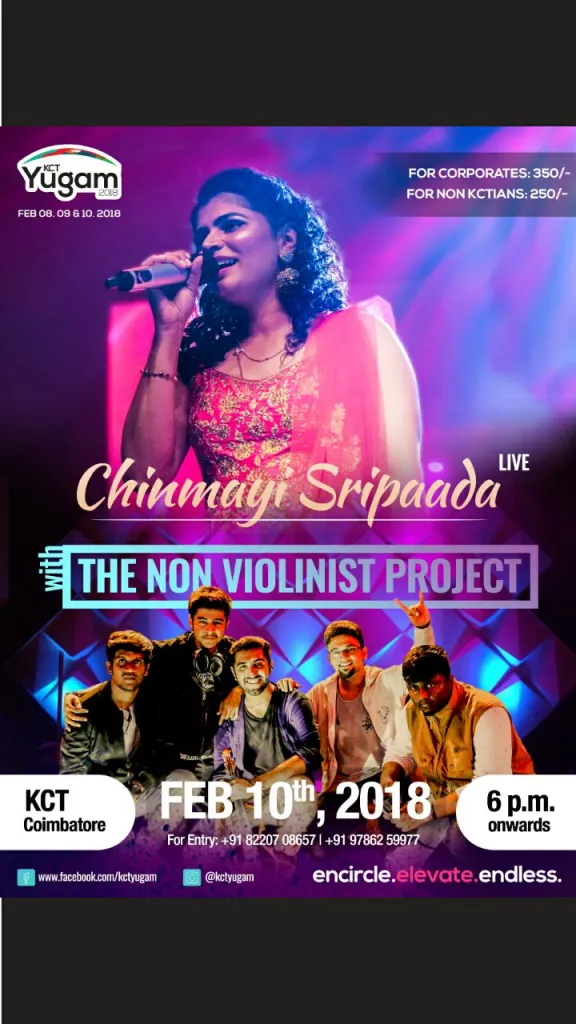 KCT
Yugam
2018
FEB 08. 09 & 10. 2018
FOR CORPORATES: 350/-
FOR NON KCTIANS: 250/-
Chinmayi Sripaada LIVE
with THE NON VIOLINIST PROJECT
KCT
Coimbatore
FEB 10th, 2018
For Entry: +91 82207 08657 | +91 97862 59977
6 p.m.
onwards
www.facebook.com/kctyugam
@kctyugam
encircle.elevate.endless.